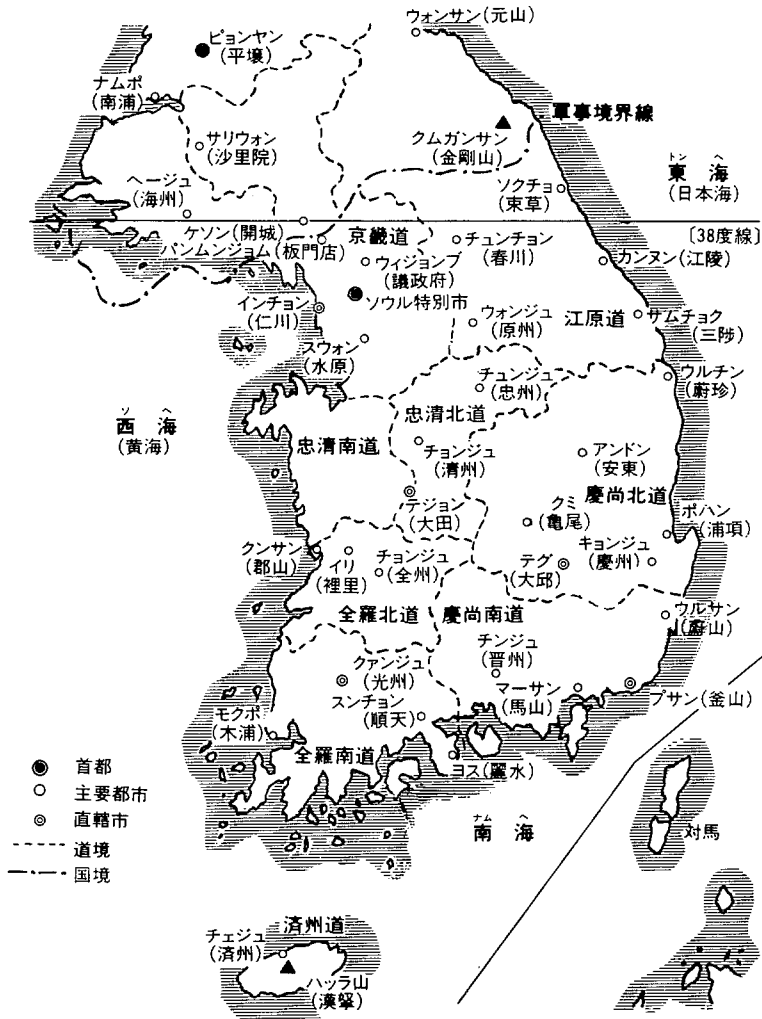 ウォンサン(元山)
ピョンヤン
(平壌)
ナムポ
(南浦)
軍事境界線
サリウォン
(沙里院)
クムガンサン
(金剛山)
トン ヘ
東 海
(日本海)
ヘージュ
(海州)
ソクチョ
(束草)
ケソン(開城)
京畿道
[38度線]
パンムンジョム(板門店)
チュンチョン
(春川)
カンヌン(江陵)
ウィジョンブ
(議政府)
インチョン
(仁川)
ソウル特別市
ウォンジュ
(原州)
江原道
サムチョク
(三陟)
スウォン
(水原)
チュンジュ
(忠州)
ウルチン
(蔚珍)
ソ ヘ
西 海
(黄海)
忠清北道
忠清南道
チョンジュ
(清州)
アンドン
(安東)
慶尚北道
テジョン
(大田)
クミ
(亀尾)
ポハン
(浦項)
クンサン
(郡山)
イリ
(裡里)
チョンジュ
(全州)
テグ
(大邱)
キョンジュ
(慶州)
全羅北道
慶尚南道
ウルサン
(蔚山)
クァンジュ
(光州)
チンジュ
(晋州)
スンチョン
(順天)
マーサン
(馬山)
プサン(釜山)
モクポ
(木浦)
全羅南道
ヨス(麗水)
首都
主要都市
直轄市
道境
国境
ナム ヘ
南 海
対馬
済州道
チェジュ
(済州)
ハッラ山
(漢拏)